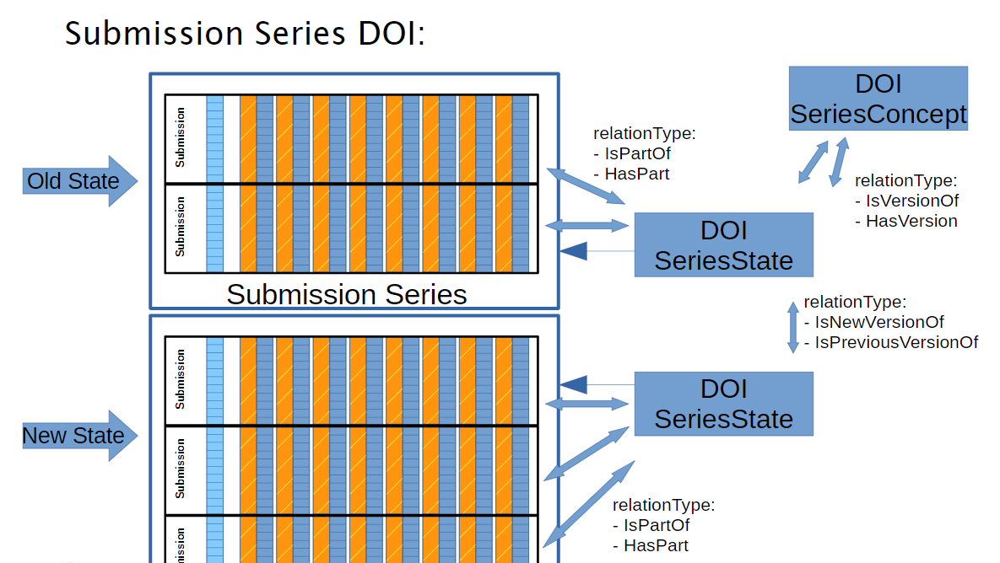 Submission Series DOI:
DOI
SeriesConcept
Submission
relationType:
- IsPartOf
- HasPart
Old State
relationType:
- IsVersionOf
- HasVersion
Submission
DOI
SeriesState
Submission Series
relationType:
- IsNewVersionOf
- IsPreviousVersionOf
Submission
DOI
SeriesState
New State
Submission
relationType:
- IsPartOf
- HasPart